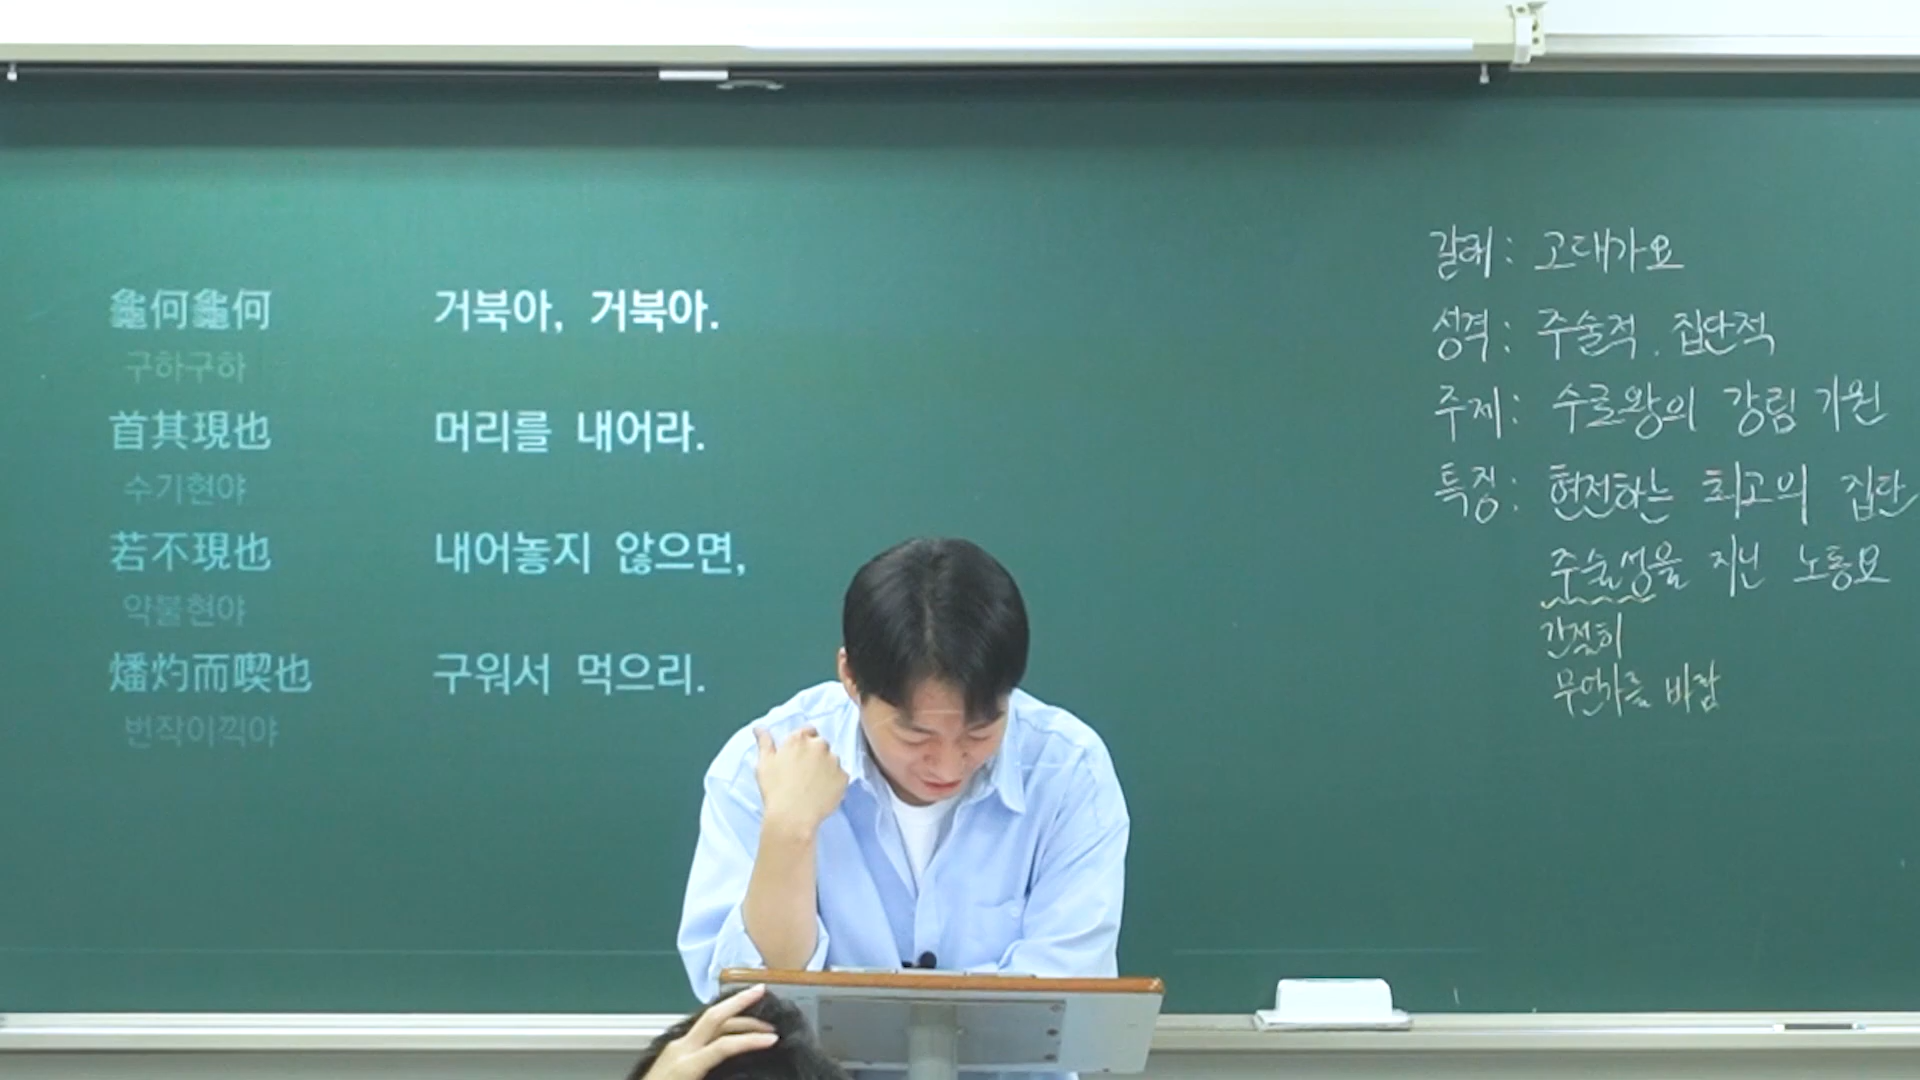 龜何龜何
구하구하
首其現也
수기현야
若不現也
약불현야
燔灼而喫也
번작이끽야
거북아, 거북아.
머리를 내어라.
내어놓지 않으면,
구워서 먹으리.
갈래: 고대가요
성격: 주술적. 집단적
주제: 수로왕의 강림 기원
특징: 현전하는 최고의 집단
주술성을 지닌 노동요
간절히
무언가를 바람